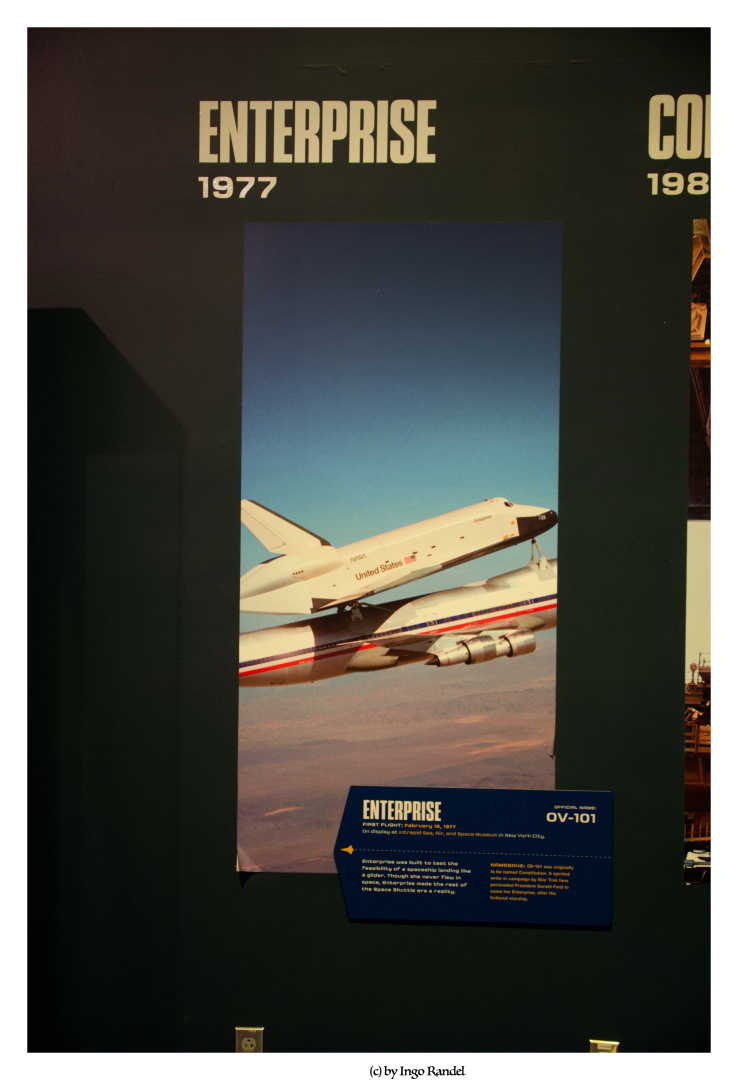 ENTERPRISE
1977
CO
198
Enterprise
NASA
United States
ENTERPRISE
FIRST FLIGHT: February 18, 1977
On display at Intrepid Sea, Air, and Space Museum in New York City.
OFFICIAL NAME:
OV-101
Enterprise was built to test the
feasibility of a spaceship landing like
a glider. Though she never flew in
space, Enterprise made the rest of
the Space Shuttle era a reality.
NAMESAKE: OV-101 was originally
to be named Constitution. A spirited
write-in campaign by Star Trek fans
persuaded President Gerald Ford to
name her Enterprise, after the
fictional starship.
(c) by Ingo Randel